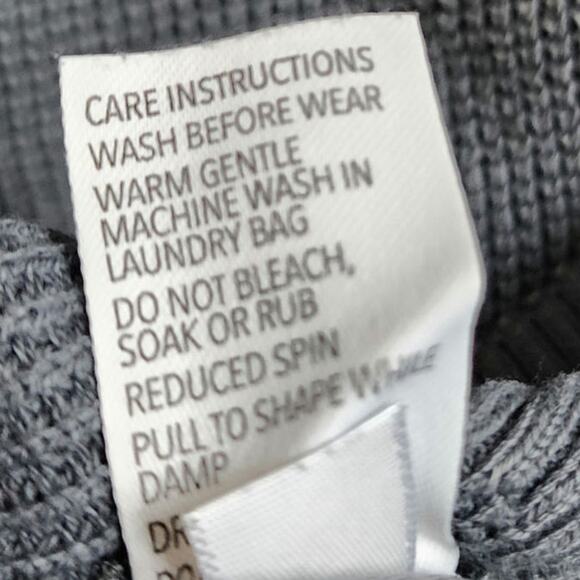 CARE INSTRUCTIONS
WASH BEFORE WEAR
WARM GENTLE
MACHINE WASH IN
LAUNDRY BAG
DO NOT BLEACH,
SOAK OR RUB
REDUCED SPIN
PULL TO SHAPE WHILE
DAMP